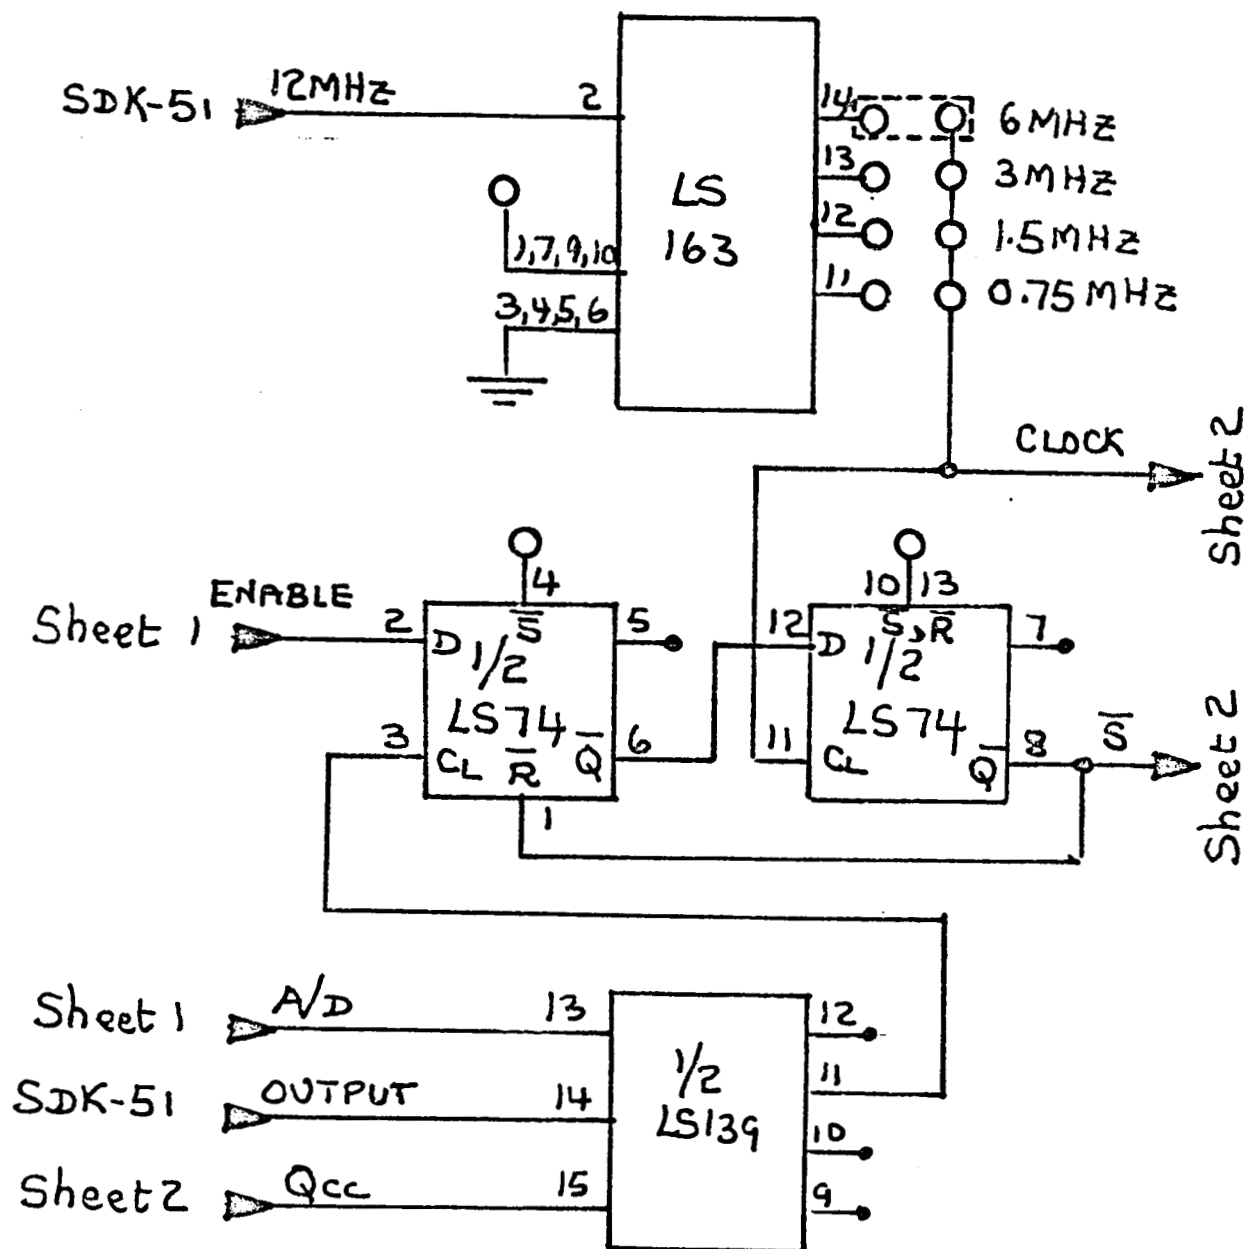 SDK-51 12MHZ 2
LS
163
14 6MHZ
13 3MHZ
12 1.5MHZ
11 0.75MHZ
1,7,9,10
3,4,5,6
CLOCK
Sheet 2
Sheet 1 ENABLE 2
4
S̅
D 1/2
LS74
5
3 CL R̅ Q̅ 6
1
10 13
S̅,R̅
12 D 1/2
LS74
7
11 CL Q̅ 8 S̅
Sheet 2
Sheet 1 A/D 13
SDK-51 OUTPUT 14
Sheet 2 QCC 15
1/2
LS139
12
11
10
9